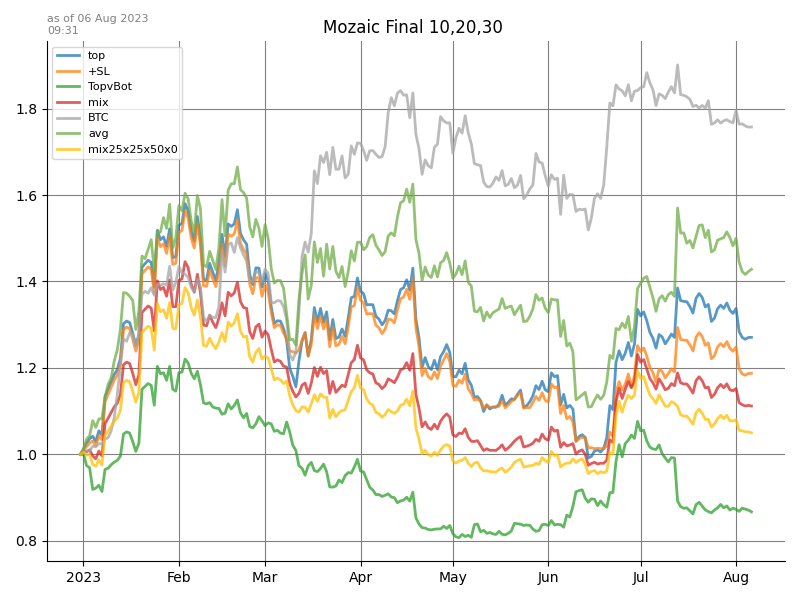 as of 06 Aug 2023
09:31
Mozaic Final 10,20,30
top
+SL
TopvBot
mix
BTC
avg
mix25x25x50x0
1.8
1.6
1.4
1.2
1.0
0.8
2023 Feb Mar Apr May Jun Jul Aug